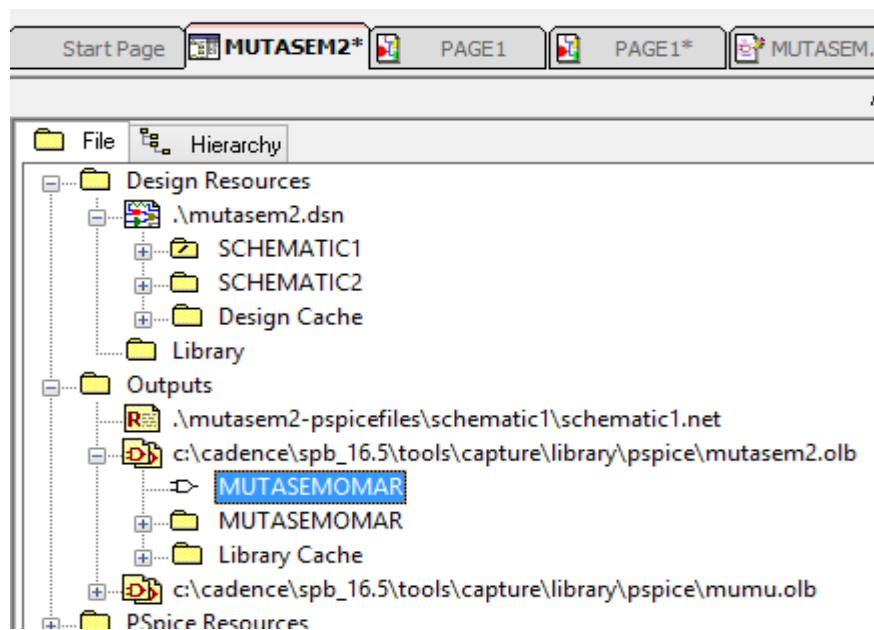 Start Page MUTASEM2* PAGE1 PAGE1* MUTASEM.
File Hierarchy
Design Resources
.\mutasem2.dsn
SCHEMATIC1
SCHEMATIC2
Design Cache
Library
Outputs
.\mutasem2-pspicefiles\schematic1\schematic1.net
c:\cadence\spb_16.5\tools\capture\library\pspice\mutasem2.olb
MUTASEMOMAR
MUTASEMOMAR
Library Cache
c:\cadence\spb_16.5\tools\capture\library\pspice\mumu.olb
PSpice Resources